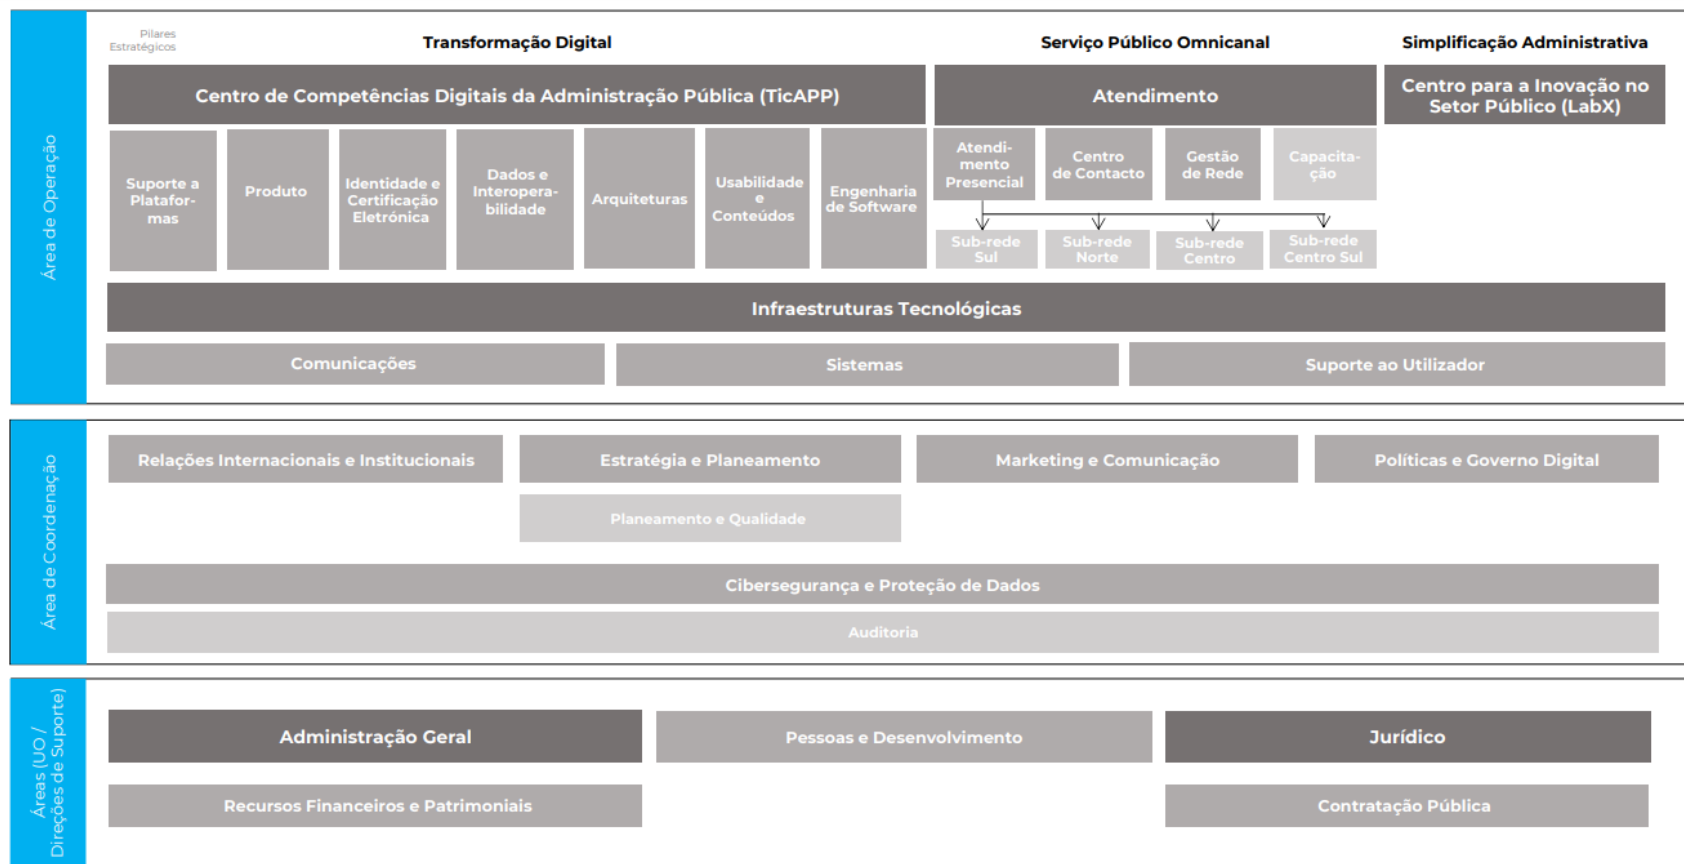 Pilares
Estratégicos
Transformação Digital
Serviço Público Omnicanal
Simplificação Administrativa
Área de Operação
Centro de Competências Digitais da Administração Pública (TicAPP)
Atendimento
Centro para a Inovação no
Setor Público (LabX)
Suporte a
Platafor-
mas
Produto
Identidade e
Certificação
Eletrónica
Dados e
Interopera-
bilidade
Arquiteturas
Usabilidade
e
Conteúdos
Engenharia
de Software
Atendi-
mento
Presencial
Centro
de Contacto
Gestão
de Rede
Capacita-
ção
Sub-rede
Sul
Sub-rede
Norte
Sub-rede
Centro
Sub-rede
Centro Sul
Infraestruturas Tecnológicas
Comunicações
Sistemas
Suporte ao Utilizador
Área de Coordenação
Relações Internacionais e Institucionais
Estratégia e Planeamento
Marketing e Comunicação
Políticas e Governo Digital
Planeamento e Qualidade
Cibersegurança e Proteção de Dados
Auditoria
Áreas (UO /
Direções de Suporte)
Administração Geral
Pessoas e Desenvolvimento
Jurídico
Recursos Financeiros e Patrimoniais
Contratação Pública